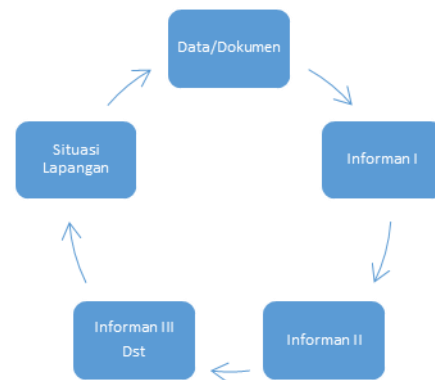 Data/Dokumen
Informan I
Informan II
Informan III
Dst
Situasi
Lapangan